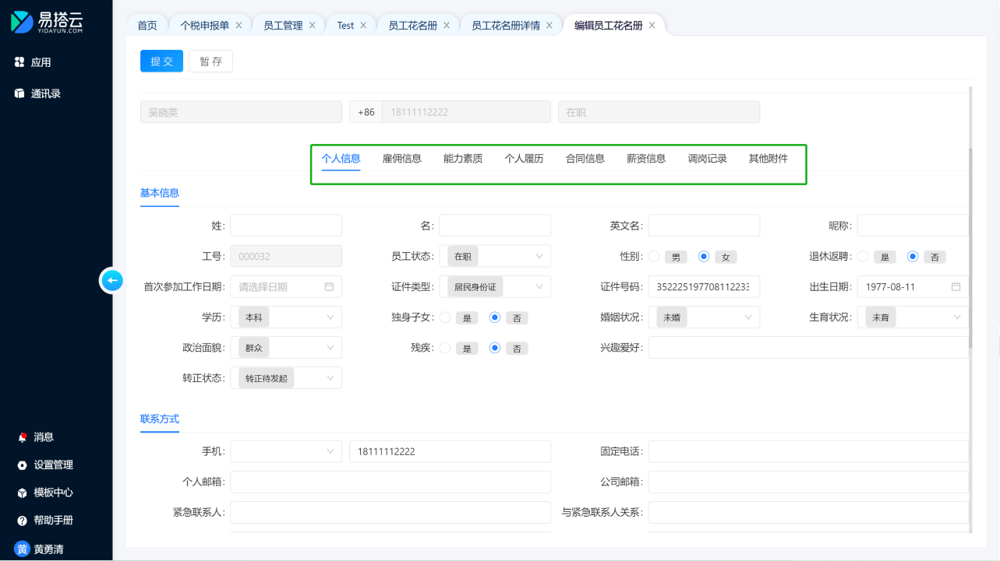 易搭云
YIDAYUN.COM
首页 个税申报单 员工管理 Test 员工花名册 员工花名册详情 编辑员工花名册
应用
通讯录
提 交 暂 存
吴晓英 +86 18111112222 在职
个人信息 雇佣信息 能力素质 个人履历 合同信息 薪资信息 调岗记录 其他附件
基本信息
姓: 名: 英文名: 昵称:
工号: 000032 员工状态: 在职 性别: 男 女 退休返聘: 是 否
首次参加工作日期: 请选择日期 证件类型: 居民身份证 证件号码: 35222519770811223 出生日期: 1977-08-11
学历: 本科 独身子女: 是 否 婚姻状况: 未婚 生育状况: 未育
政治面貌: 群众 残疾: 是 否 兴趣爱好:
转正状态: 转正待发起
联系方式
手机: 18111112222 固定电话:
个人邮箱: 公司邮箱:
紧急联系人: 与紧急联系人关系:
消息
设置管理
模板中心
帮助手册
黄 黄勇清